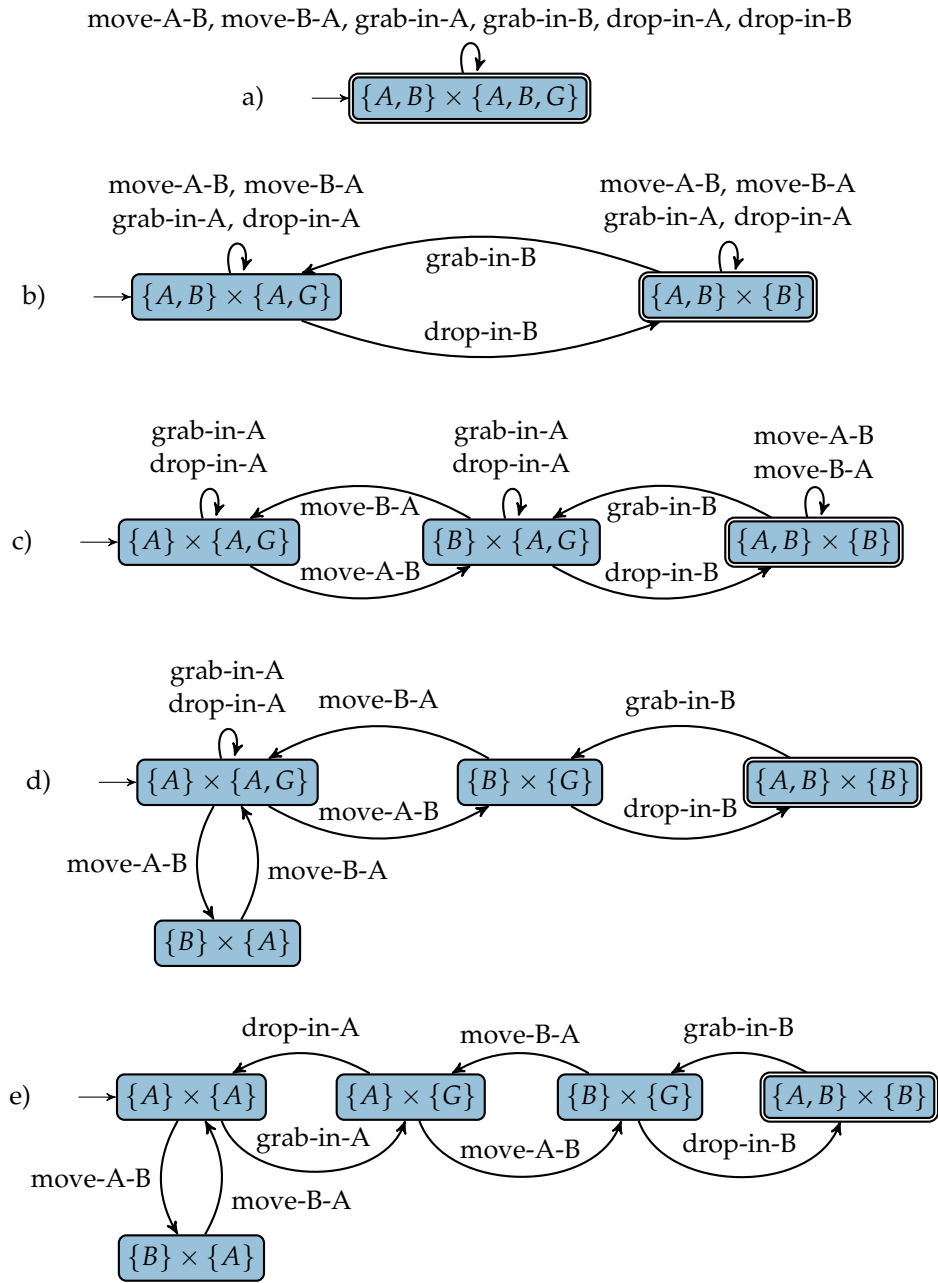 move-A-B, move-B-A, grab-in-A, grab-in-B, drop-in-A, drop-in-B
a)
{A, B} × {A, B, G}
move-A-B, move-B-A
grab-in-A, drop-in-A
move-A-B, move-B-A
grab-in-A, drop-in-A
grab-in-B
b)
{A, B} × {A, G}
{A, B} × {B}
drop-in-B
grab-in-A
drop-in-A
grab-in-A
drop-in-A
move-A-B
move-B-A
move-B-A
grab-in-B
c)
{A} × {A, G}
{B} × {A, G}
{A, B} × {B}
move-A-B
drop-in-B
grab-in-A
drop-in-A
move-B-A
grab-in-B
d)
{A} × {A, G}
{B} × {G}
{A, B} × {B}
move-A-B
drop-in-B
move-A-B
move-B-A
{B} × {A}
drop-in-A
move-B-A
grab-in-B
e)
{A} × {A}
{A} × {G}
{B} × {G}
{A, B} × {B}
grab-in-A
move-A-B
drop-in-B
move-A-B
move-B-A
{B} × {A}